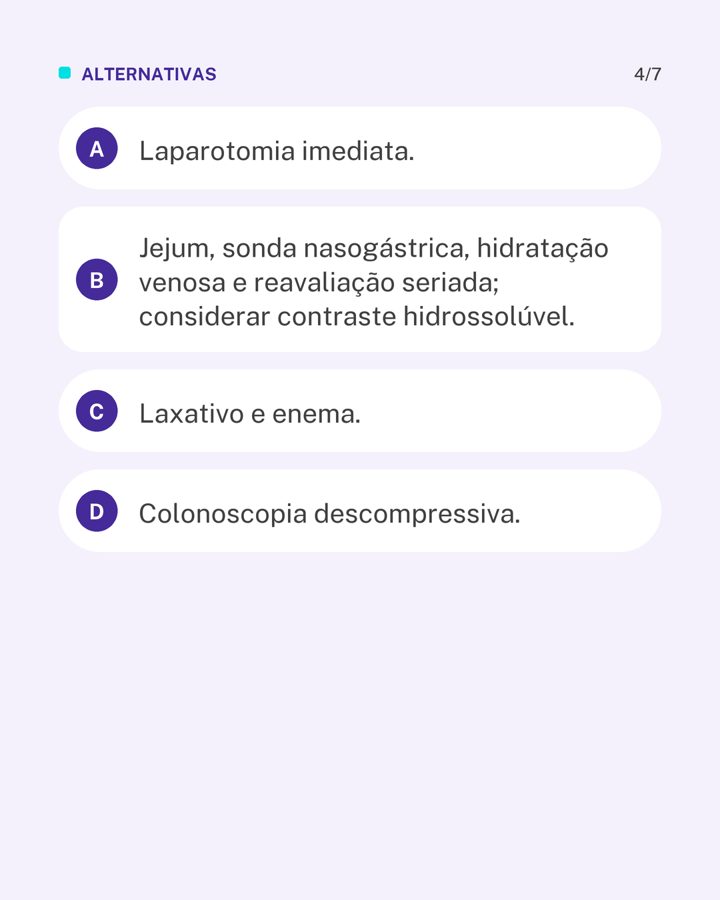 ALTERNATIVAS
4/7
A
Laparotomia imediata.
B
Jejum, sonda nasogástrica, hidratação
venosa e reavaliação seriada;
considerar contraste hidrossolúvel.
C
Laxativo e enema.
D
Colonoscopia descompressiva.